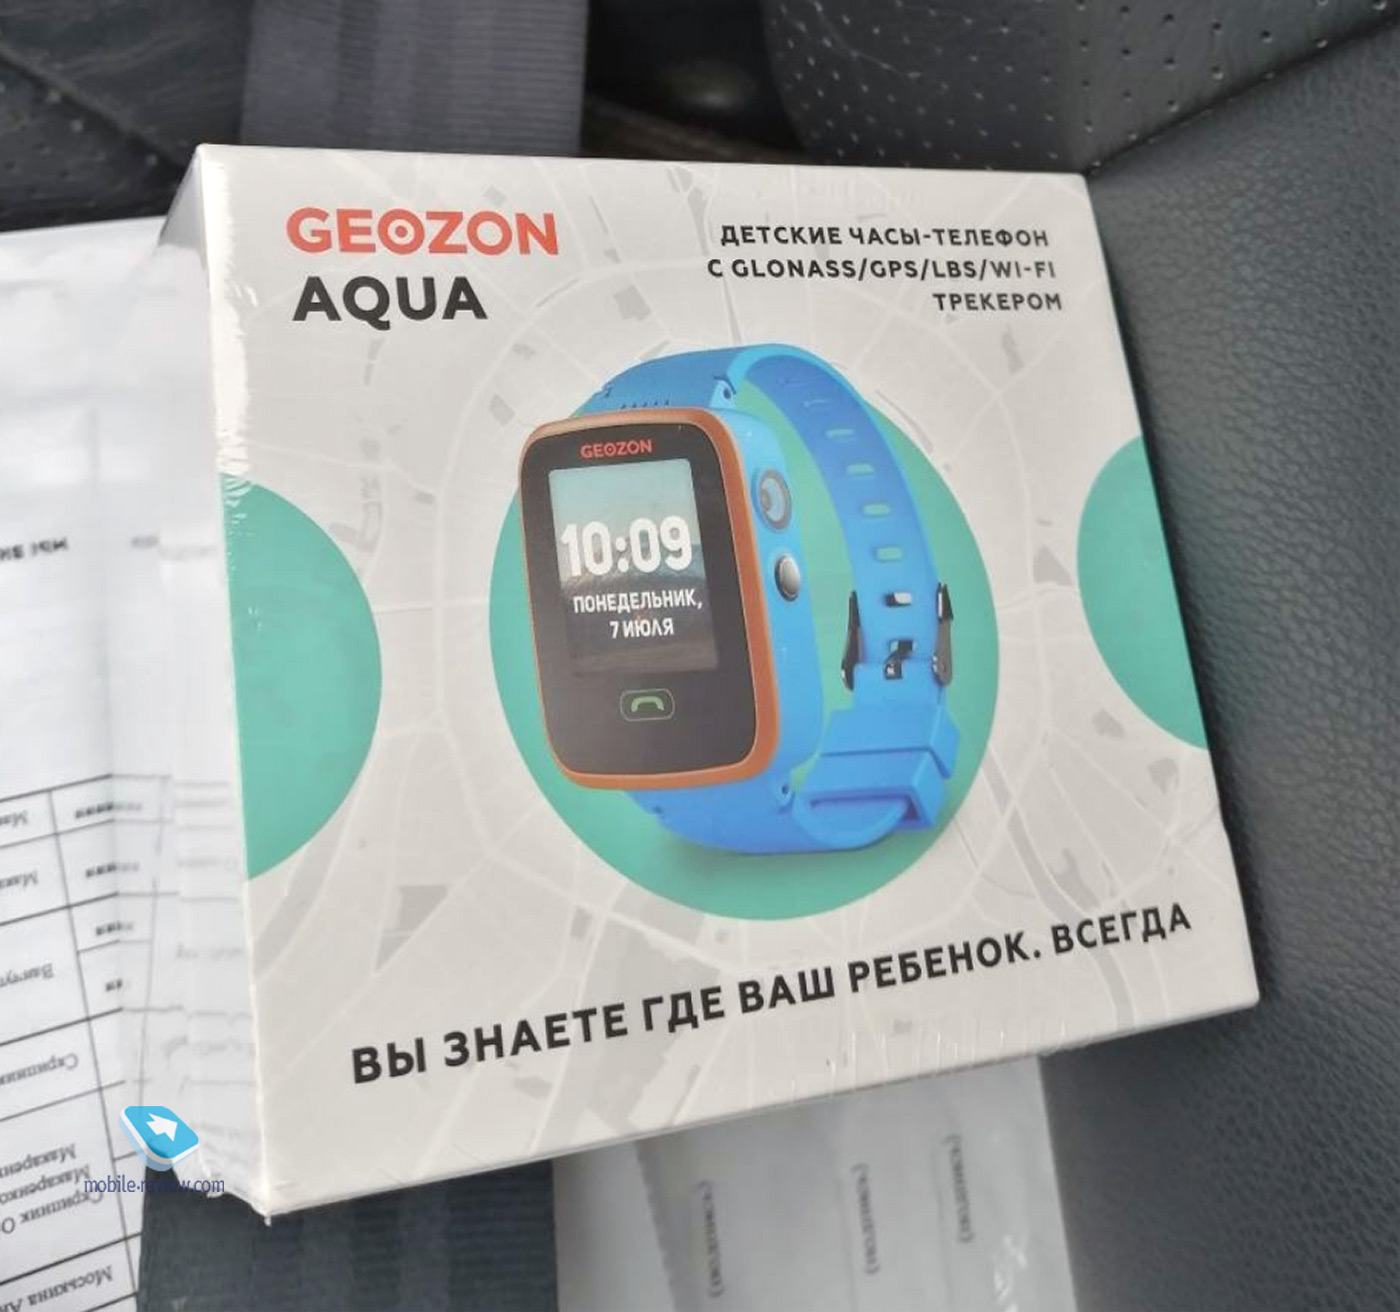 GEOZON
AQUA
ДЕТСКИЕ ЧАСЫ-ТЕЛЕФОН
С GLONASS/GPS/LBS/WI-FI
ТРЕКЕРОМ
GEOZON
10:09
ПОНЕДЕЛЬНИК,
7 ИЮЛЯ
ВЫ ЗНАЕТЕ ГДЕ ВАШ РЕБЕНОК. ВСЕГДА
mobile-review.com
Скрипник О